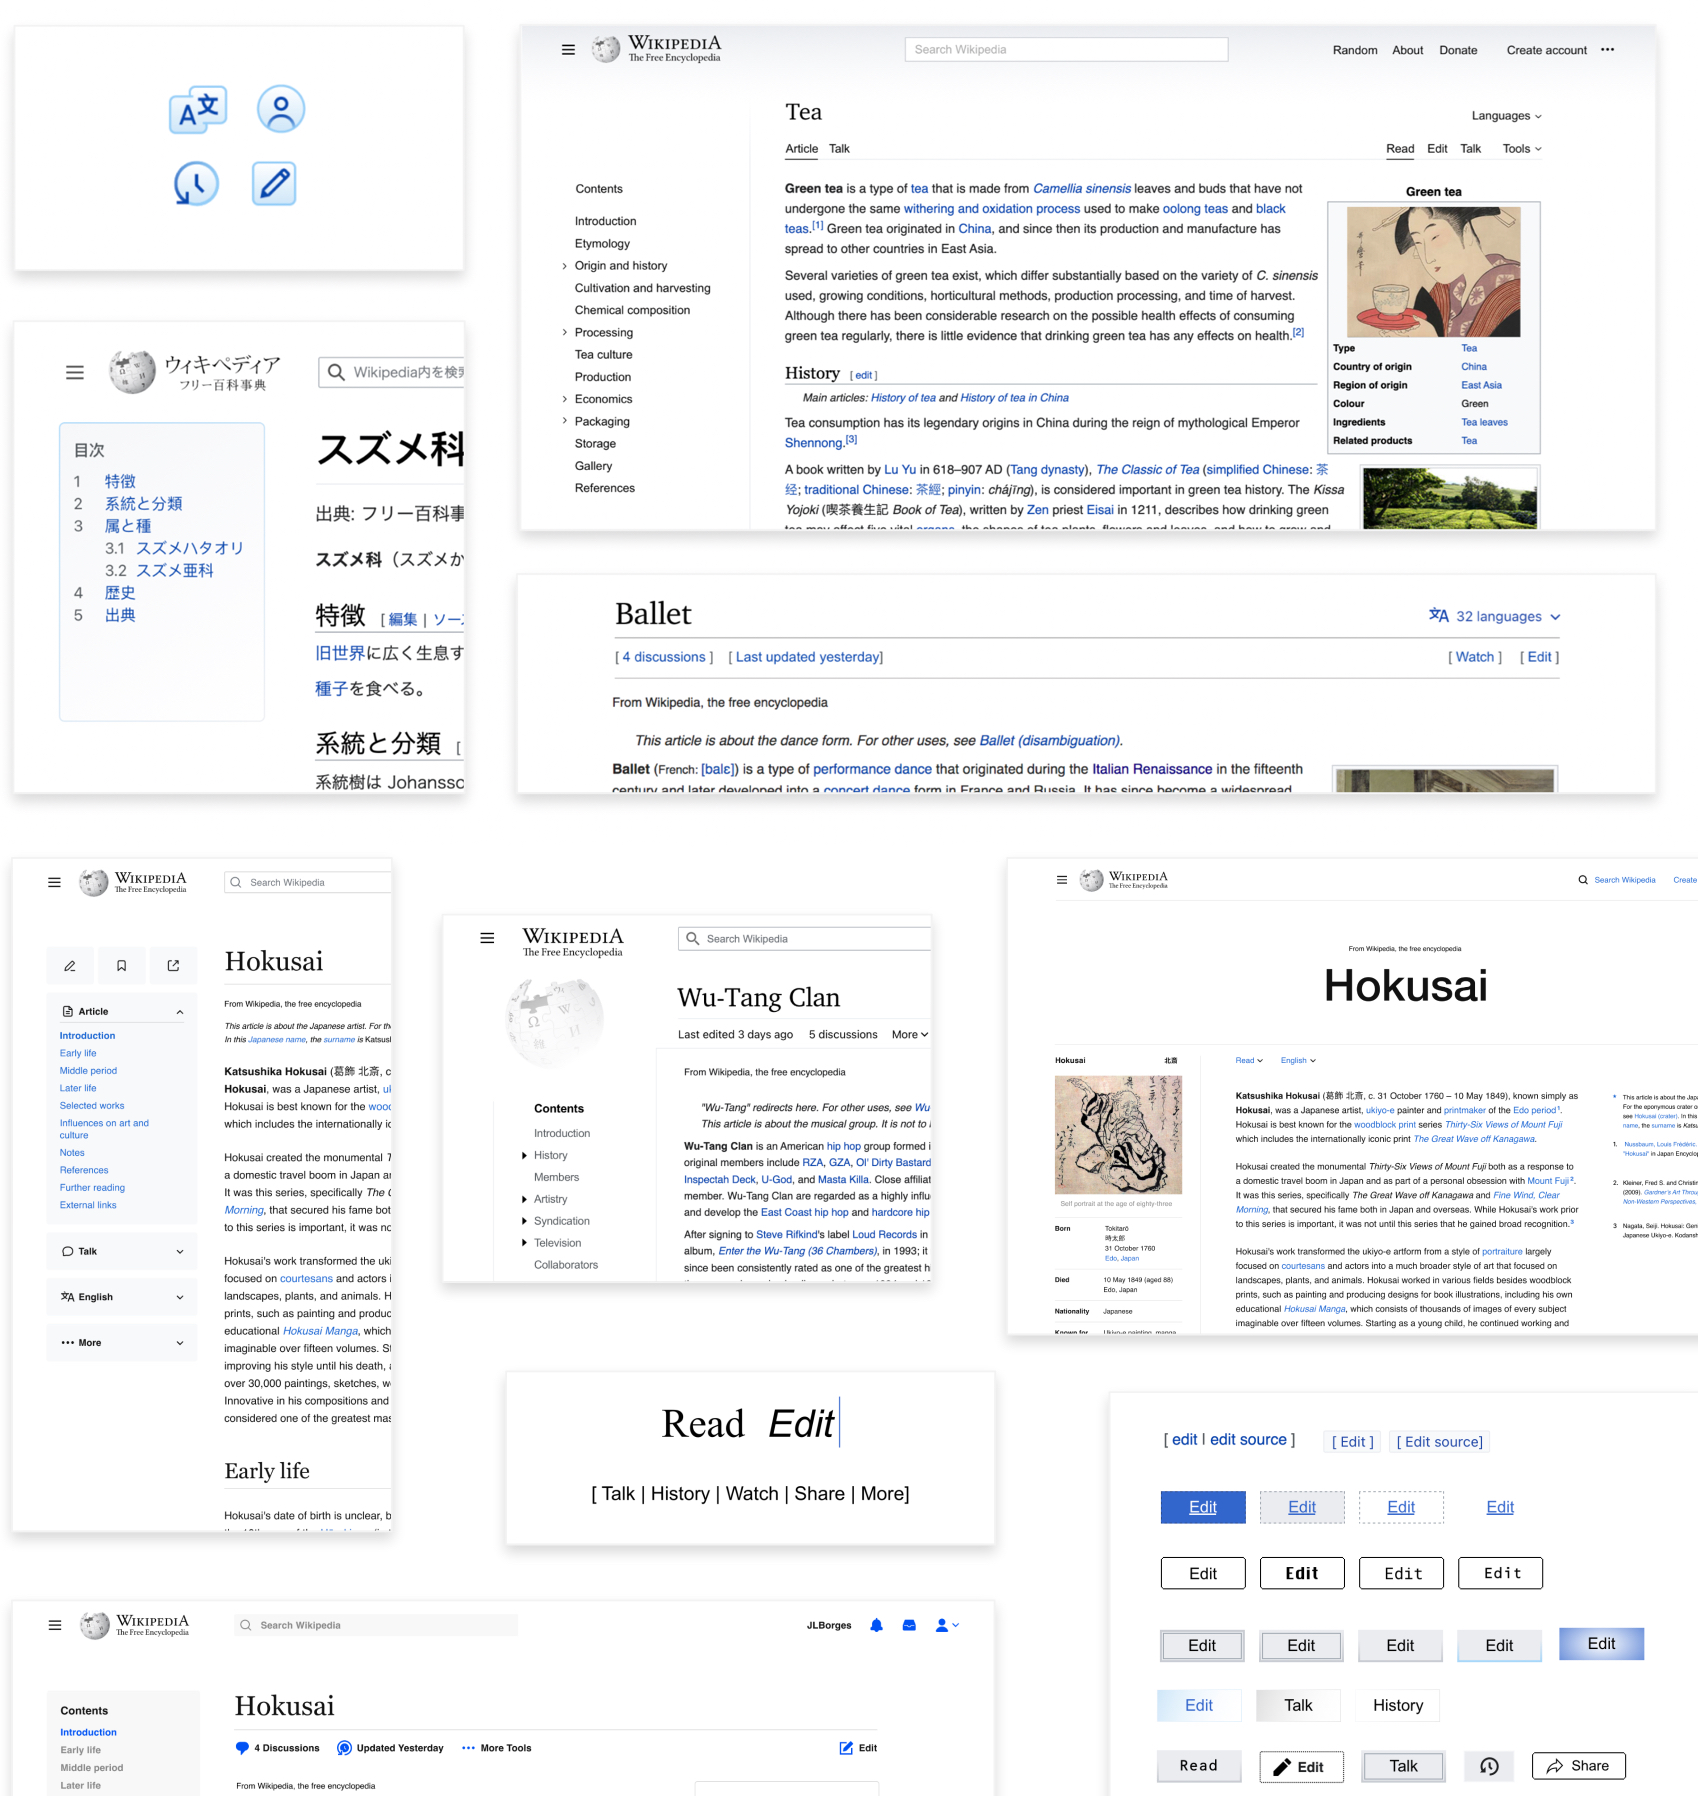 WIKIPEDIA
The Free Encyclopedia
Search Wikipedia
Random About Donate Create account
Tea
Languages
Article Talk
Read Edit Talk Tools
Contents
Introduction
Etymology
Origin and history
Cultivation and harvesting
Chemical composition
Processing
Tea culture
Production
Economics
Packaging
Storage
Gallery
References
Green tea is a type of tea that is made from Camellia sinensis leaves and buds that have not
undergone the same withering and oxidation process used to make oolong teas and black
teas.[1] Green tea originated in China, and since then its production and manufacture has
spread to other countries in East Asia.
Several varieties of green tea exist, which differ substantially based on the variety of C. sinensis
used, growing conditions, horticultural methods, production processing, and time of harvest.
Although there has been considerable research on the possible health effects of consuming
green tea regularly, there is little evidence that drinking green tea has any effects on health.[2]
History [ edit ]
Main articles: History of tea and History of tea in China
Tea consumption has its legendary origins in China during the reign of mythological Emperor
Shennong.[3]
A book written by Lu Yu in 618–907 AD (Tang dynasty), The Classic of Tea (simplified Chinese: 茶
经; traditional Chinese: 茶經; pinyin: chájīng), is considered important in green tea history. The Kissa
Yojoki (喫茶養生記 Book of Tea), written by Zen priest Eisai in 1211, describes how drinking green
tea may affect five vital organs, the shapes of tea plants, flowers and leaves, and how to grow and
Green tea
Type Tea
Country of origin China
Region of origin East Asia
Colour Green
Ingredients Tea leaves
Related products Tea
A文
ウィキペディア
フリー百科事典
Wikipedia内を検索
目次
1 特徴
2 系統と分類
3 属と種
3.1 スズメハタオリ
3.2 スズメ亜科
4 歴史
5 出典
スズメ科
出典: フリー百科事
スズメ科（スズメか
特徴 [ 編集 | ソース
旧世界に広く生息す
種子を食べる。
系統と分類 [
系統樹は Johansso
Ballet
文A 32 languages
[ 4 discussions ] [ Last updated yesterday]
[ Watch ] [ Edit ]
From Wikipedia, the free encyclopedia
This article is about the dance form. For other uses, see Ballet (disambiguation).
Ballet (French: [balɛ]) is a type of performance dance that originated during the Italian Renaissance in the fifteenth
century and later developed into a concert dance form in France and Russia. It has since become a widespread,
WIKIPEDIA
The Free Encyclopedia
Search Wikipedia
Article
Introduction
Early life
Middle period
Later life
Selected works
Influences on art and
culture
Notes
References
Further reading
External links
Talk
文A English
More
Hokusai
From Wikipedia, the free encyclopedia
This article is about the Japanese artist. For th
In this Japanese name, the surname is Katsus
Katsushika Hokusai (葛飾 北斎, c
Hokusai, was a Japanese artist, uk
Hokusai is best known for the wood
which includes the internationally ic
Hokusai created the monumental T
a domestic travel boom in Japan an
It was this series, specifically The G
Morning, that secured his fame bot
to this series is important, it was no
Hokusai's work transformed the uki
focused on courtesans and actors i
landscapes, plants, and animals. H
prints, such as painting and produc
educational Hokusai Manga, which
imaginable over fifteen volumes. St
improving his style until his death, a
over 30,000 paintings, sketches, w
Innovative in his compositions and
considered one of the greatest mas
Early life
Hokusai's date of birth is unclear, b
WIKIPEDIA
The Free Encyclopedia
Search Wikipedia
Ω W И
Wu-Tang Clan
Last edited 3 days ago 5 discussions More
Contents
Introduction
History
Members
Artistry
Syndication
Television
Collaborators
From Wikipedia, the free encyclopedia
"Wu-Tang" redirects here. For other uses, see Wu
This article is about the musical group. It is not to
Wu-Tang Clan is an American hip hop group formed i
original members include RZA, GZA, Ol' Dirty Bastard
Inspectah Deck, U-God, and Masta Killa. Close affiliat
member. Wu-Tang Clan are regarded as a highly influ
and develop the East Coast hip hop and hardcore hip
After signing to Steve Rifkind's label Loud Records in
album, Enter the Wu-Tang (36 Chambers), in 1993; it
since been consistently rated as one of the greatest h
WIKIPEDIA
The Free Encyclopedia
Search Wikipedia Create
From Wikipedia, the free encyclopedia
Hokusai
Hokusai 北斎
Self portrait at the age of eighty-three
Born Tokitarō
時太郎
31 October 1760
Edo, Japan
Died 10 May 1849 (aged 88)
Edo, Japan
Nationality Japanese
Known for Ukiyo-e painting, manga
Read English
Katsushika Hokusai (葛飾 北斎, c. 31 October 1760 – 10 May 1849), known simply as
Hokusai, was a Japanese artist, ukiyo-e painter and printmaker of the Edo period¹.
Hokusai is best known for the woodblock print series Thirty-Six Views of Mount Fuji
which includes the internationally iconic print The Great Wave off Kanagawa.
Hokusai created the monumental Thirty-Six Views of Mount Fuji both as a response to
a domestic travel boom in Japan and as part of a personal obsession with Mount Fuji².
It was this series, specifically The Great Wave off Kanagawa and Fine Wind, Clear
Morning, that secured his fame both in Japan and overseas. While Hokusai's work prior
to this series is important, it was not until this series that he gained broad recognition.³
Hokusai's work transformed the ukiyo-e artform from a style of portraiture largely
focused on courtesans and actors into a much broader style of art that focused on
landscapes, plants, and animals. Hokusai worked in various fields besides woodblock
prints, such as painting and producing designs for book illustrations, including his own
educational Hokusai Manga, which consists of thousands of images of every subject
imaginable over fifteen volumes. Starting as a young child, he continued working and
* This article is about the Japa
For the eponymous crater o
see Hokusai (crater). In this
name, the surname is Katsu
1. Nussbaum, Louis Frédéric.
"Hokusai" in Japan Encyclop
2. Kleiner, Fred S. and Christin
(2009). Gardner's Art Throu
Non-Western Perspectives,
3 Nagata, Seiji. Hokusai: Gen
Japanese Ukiyo-e. Kodansh
Read Edit
[ Talk | History | Watch | Share | More]
[ edit | edit source ] [ Edit ] [ Edit source]
Edit Edit Edit Edit
Edit Edit Edit Edit
Edit Edit Edit Edit Edit
Edit Talk History
Read Edit Talk Share
WIKIPEDIA
The Free Encyclopedia
Search Wikipedia
JLBorges
Contents
Introduction
Early life
Middle period
Later life
Hokusai
4 Discussions Updated Yesterday More Tools
Edit
From Wikipedia, the free encyclopedia